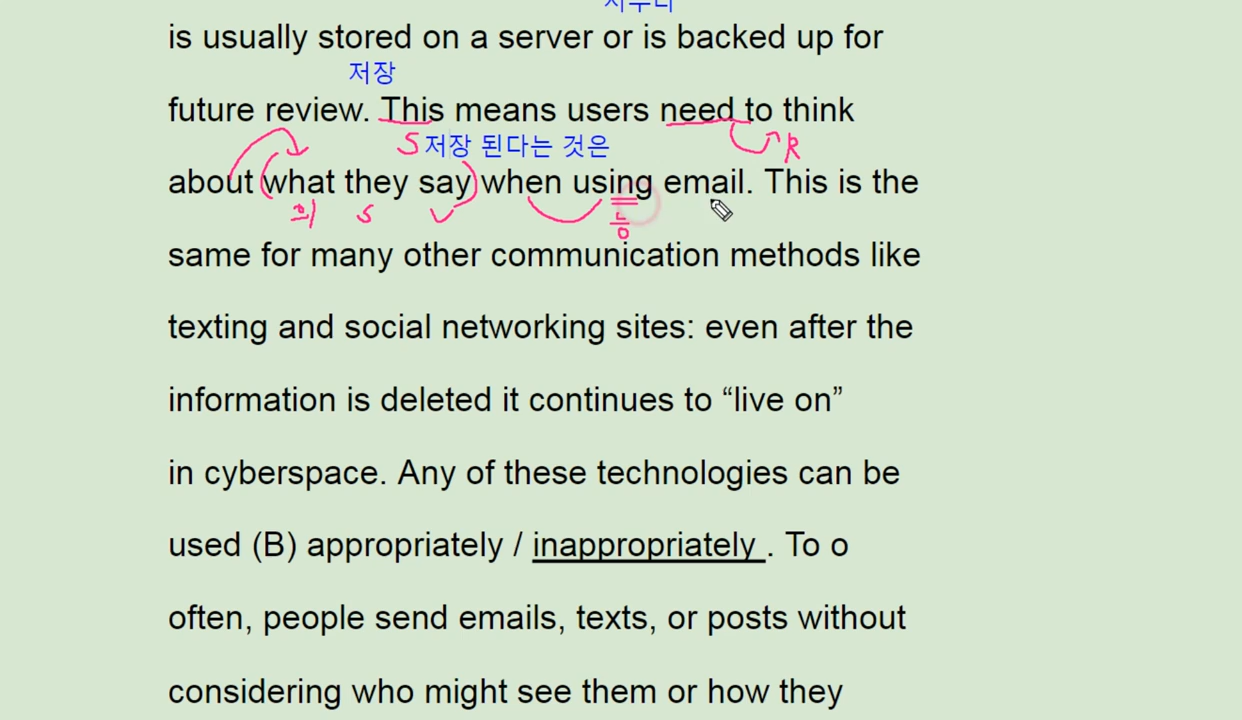 is usually stored on a server or is backed up for
저장
future review. This means users need to think
S 저장 된다는 것은 R
about what they say when using email. This is the
의 S V 능
same for many other communication methods like
texting and social networking sites: even after the
information is deleted it continues to “live on”
in cyberspace. Any of these technologies can be
used (B) appropriately / inappropriately . To o
often, people send emails, texts, or posts without
considering who might see them or how they